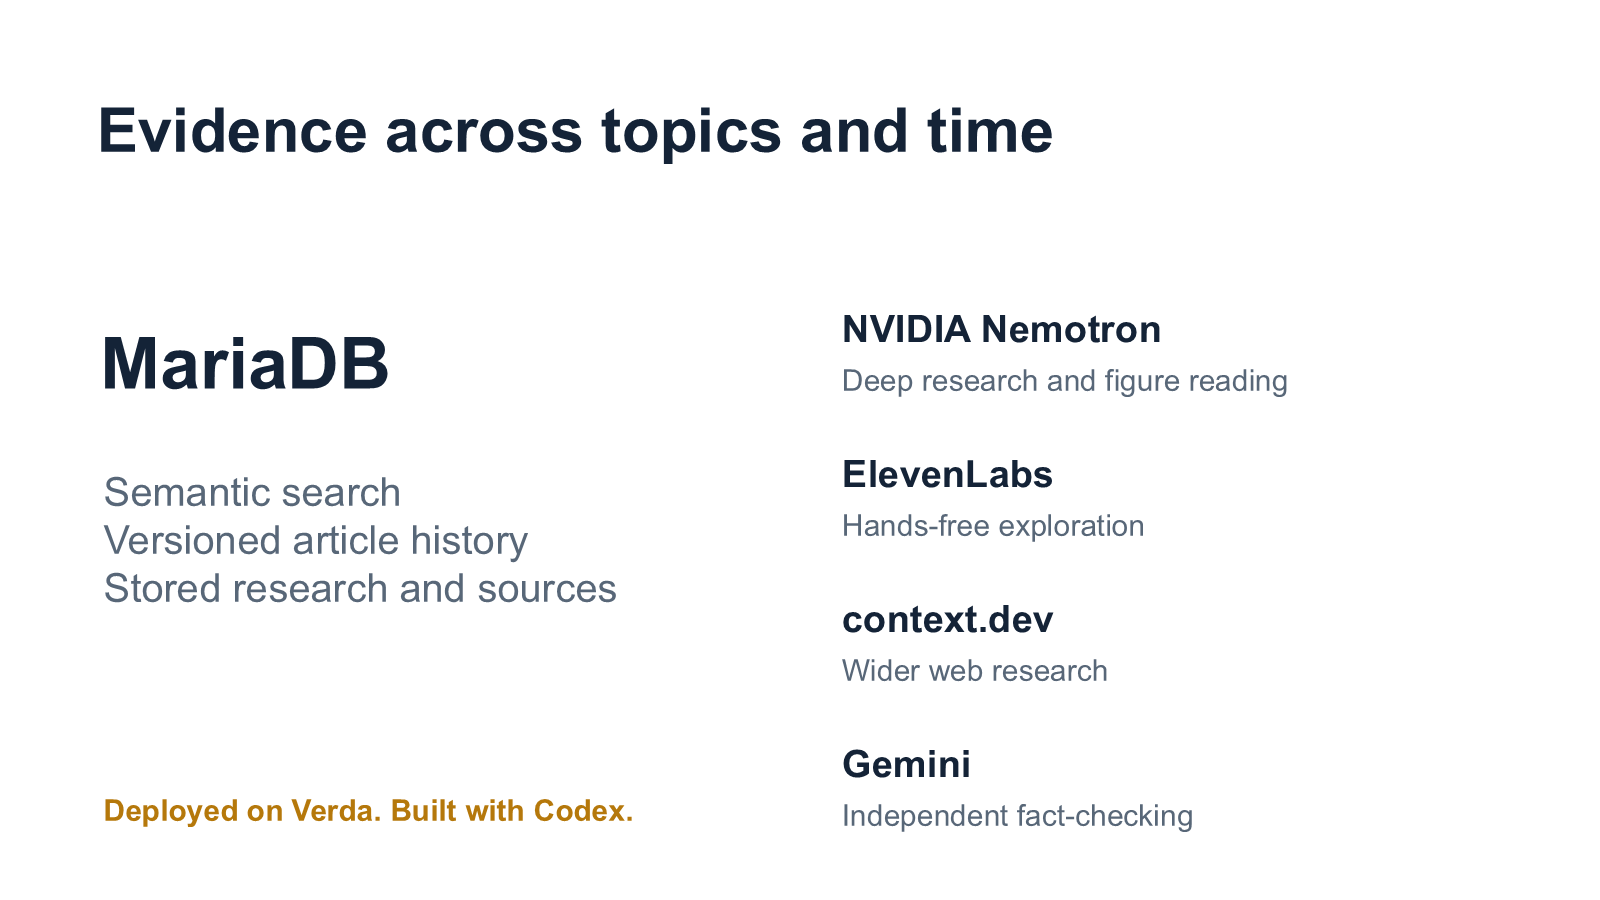 Evidence across topics and time
MariaDB
Semantic search
Versioned article history
Stored research and sources
Deployed on Verda. Built with Codex.
NVIDIA Nemotron
Deep research and figure reading
ElevenLabs
Hands-free exploration
context.dev
Wider web research
Gemini
Independent fact-checking